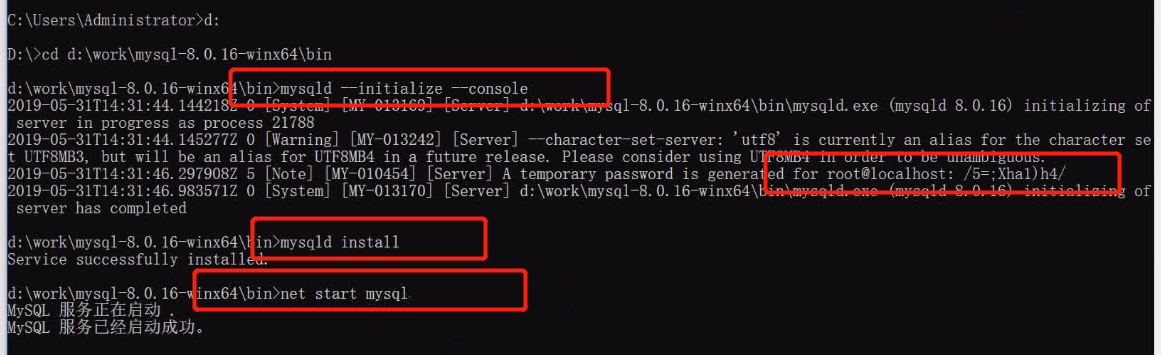 C:\Users\Administrator>d:
D:\>cd d:\work\mysql-8.0.16-winx64\bin
d:\work\mysql-8.0.16-winx64\bin>mysqld --initialize --console
2019-05-31T14:31:44.144218Z 0 [System] [MY-013169] [Server] d:\work\mysql-8.0.16-winx64\bin\mysqld.exe (mysqld 8.0.16) initializing of
server in progress as process 21788
2019-05-31T14:31:44.145277Z 0 [Warning] [MY-013242] [Server] --character-set-server: 'utf8' is currently an alias for the character se
t UTF8MB3, but will be an alias for UTF8MB4 in a future release. Please consider using UTF8MB4 in order to be unambiguous.
2019-05-31T14:31:46.297908Z 5 [Note] [MY-010454] [Server] A temporary password is generated for root@localhost: /5=;Xha1)h4/
2019-05-31T14:31:46.983571Z 0 [System] [MY-013170] [Server] d:\work\mysql-8.0.16-winx64\bin\mysqld.exe (mysqld 8.0.16) initializing of
server has completed
d:\work\mysql-8.0.16-winx64\bin>mysqld install
Service successfully installed.
d:\work\mysql-8.0.16-winx64\bin>net start mysql
MySQL 服务正在启动 .
MySQL 服务已经启动成功。